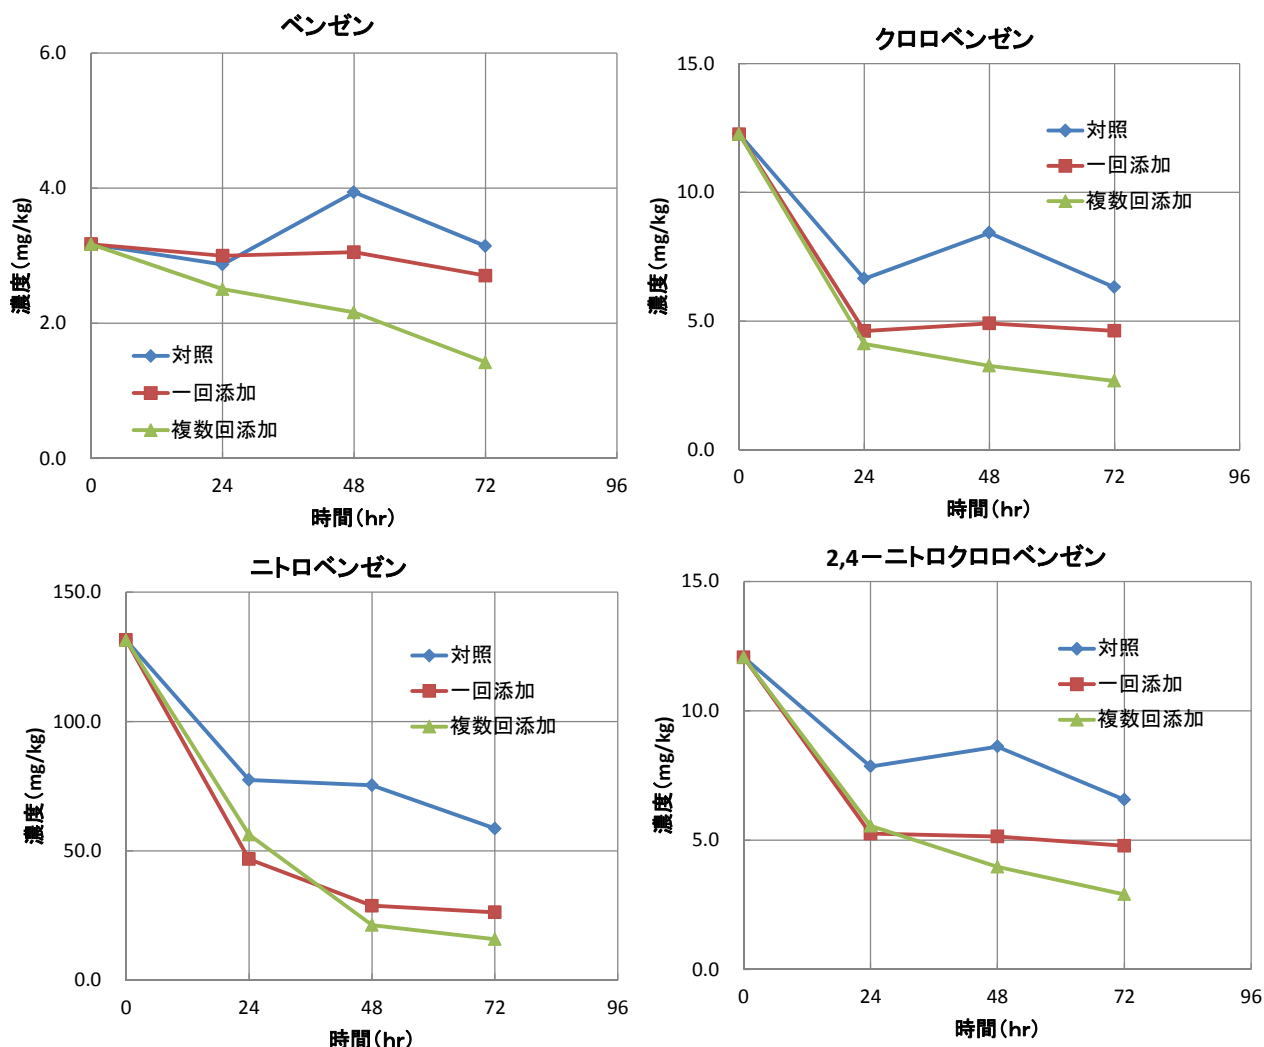 ベンゼン
6.0
4.0
2.0
0.0
濃度(mg/kg)
対照
一回添加
複数回添加
0 24 48 72 96
時間(hr)
クロロベンゼン
15.0
10.0
5.0
0.0
濃度(mg/kg)
対照
一回添加
複数回添加
0 24 48 72 96
時間(hr)
ニトロベンゼン
150.0
100.0
50.0
0.0
濃度(mg/kg)
対照
一回添加
複数回添加
0 24 48 72 96
時間(hr)
2,4－ニトロクロロベンゼン
15.0
10.0
5.0
0.0
濃度(mg/kg)
対照
一回添加
複数回添加
0 24 48 72 96
時間(hr)